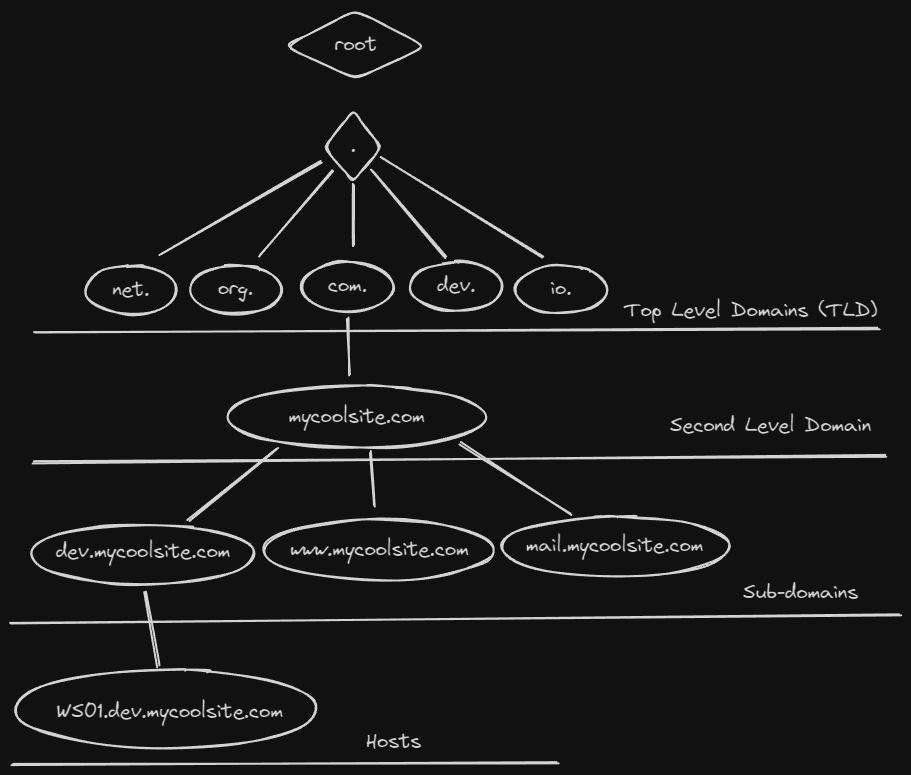 root
.
net.
org.
com.
dev.
io.
Top Level Domains (TLD)
mycoolsite.com
Second Level Domain
dev.mycoolsite.com
www.mycoolsite.com
mail.mycoolsite.com
Sub-domains
WS01.dev.mycoolsite.com
Hosts